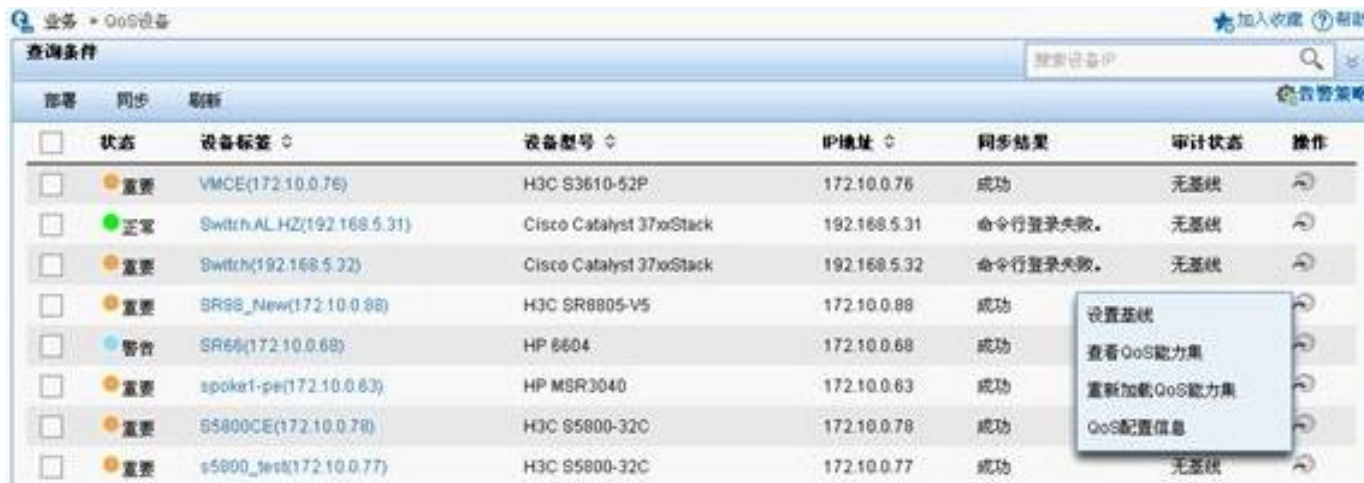 业务 ▸ QoS设备 加入收藏 帮助
查询条件 搜索设备IP
部署 同步 刷新 告警策略
状态 设备标签 设备型号 IP地址 同步结果 审计状态 操作
重要 VMCE(172.10.0.76) H3C S3610-52P 172.10.0.76 成功 无基线
正常 Switch.AL.HZ(192.168.5.31) Cisco Catalyst 37xxStack 192.168.5.31 命令行登录失败。 无基线
重要 Switch(192.168.5.32) Cisco Catalyst 37xxStack 192.168.5.32 命令行登录失败。 无基线
重要 SR88_New(172.10.0.88) H3C SR8805-V5 172.10.0.88 成功
警告 SR66(172.10.0.68) HP 6604 172.10.0.68 成功
重要 spoke1-pe(172.10.0.63) HP MSR3040 172.10.0.63 成功
重要 S5800CE(172.10.0.78) H3C S5800-32C 172.10.0.78 成功
重要 s5800_test(172.10.0.77) H3C S5800-32C 172.10.0.77 成功 无基线
设置基线
查看QoS能力集
重新加载QoS能力集
QoS配置信息